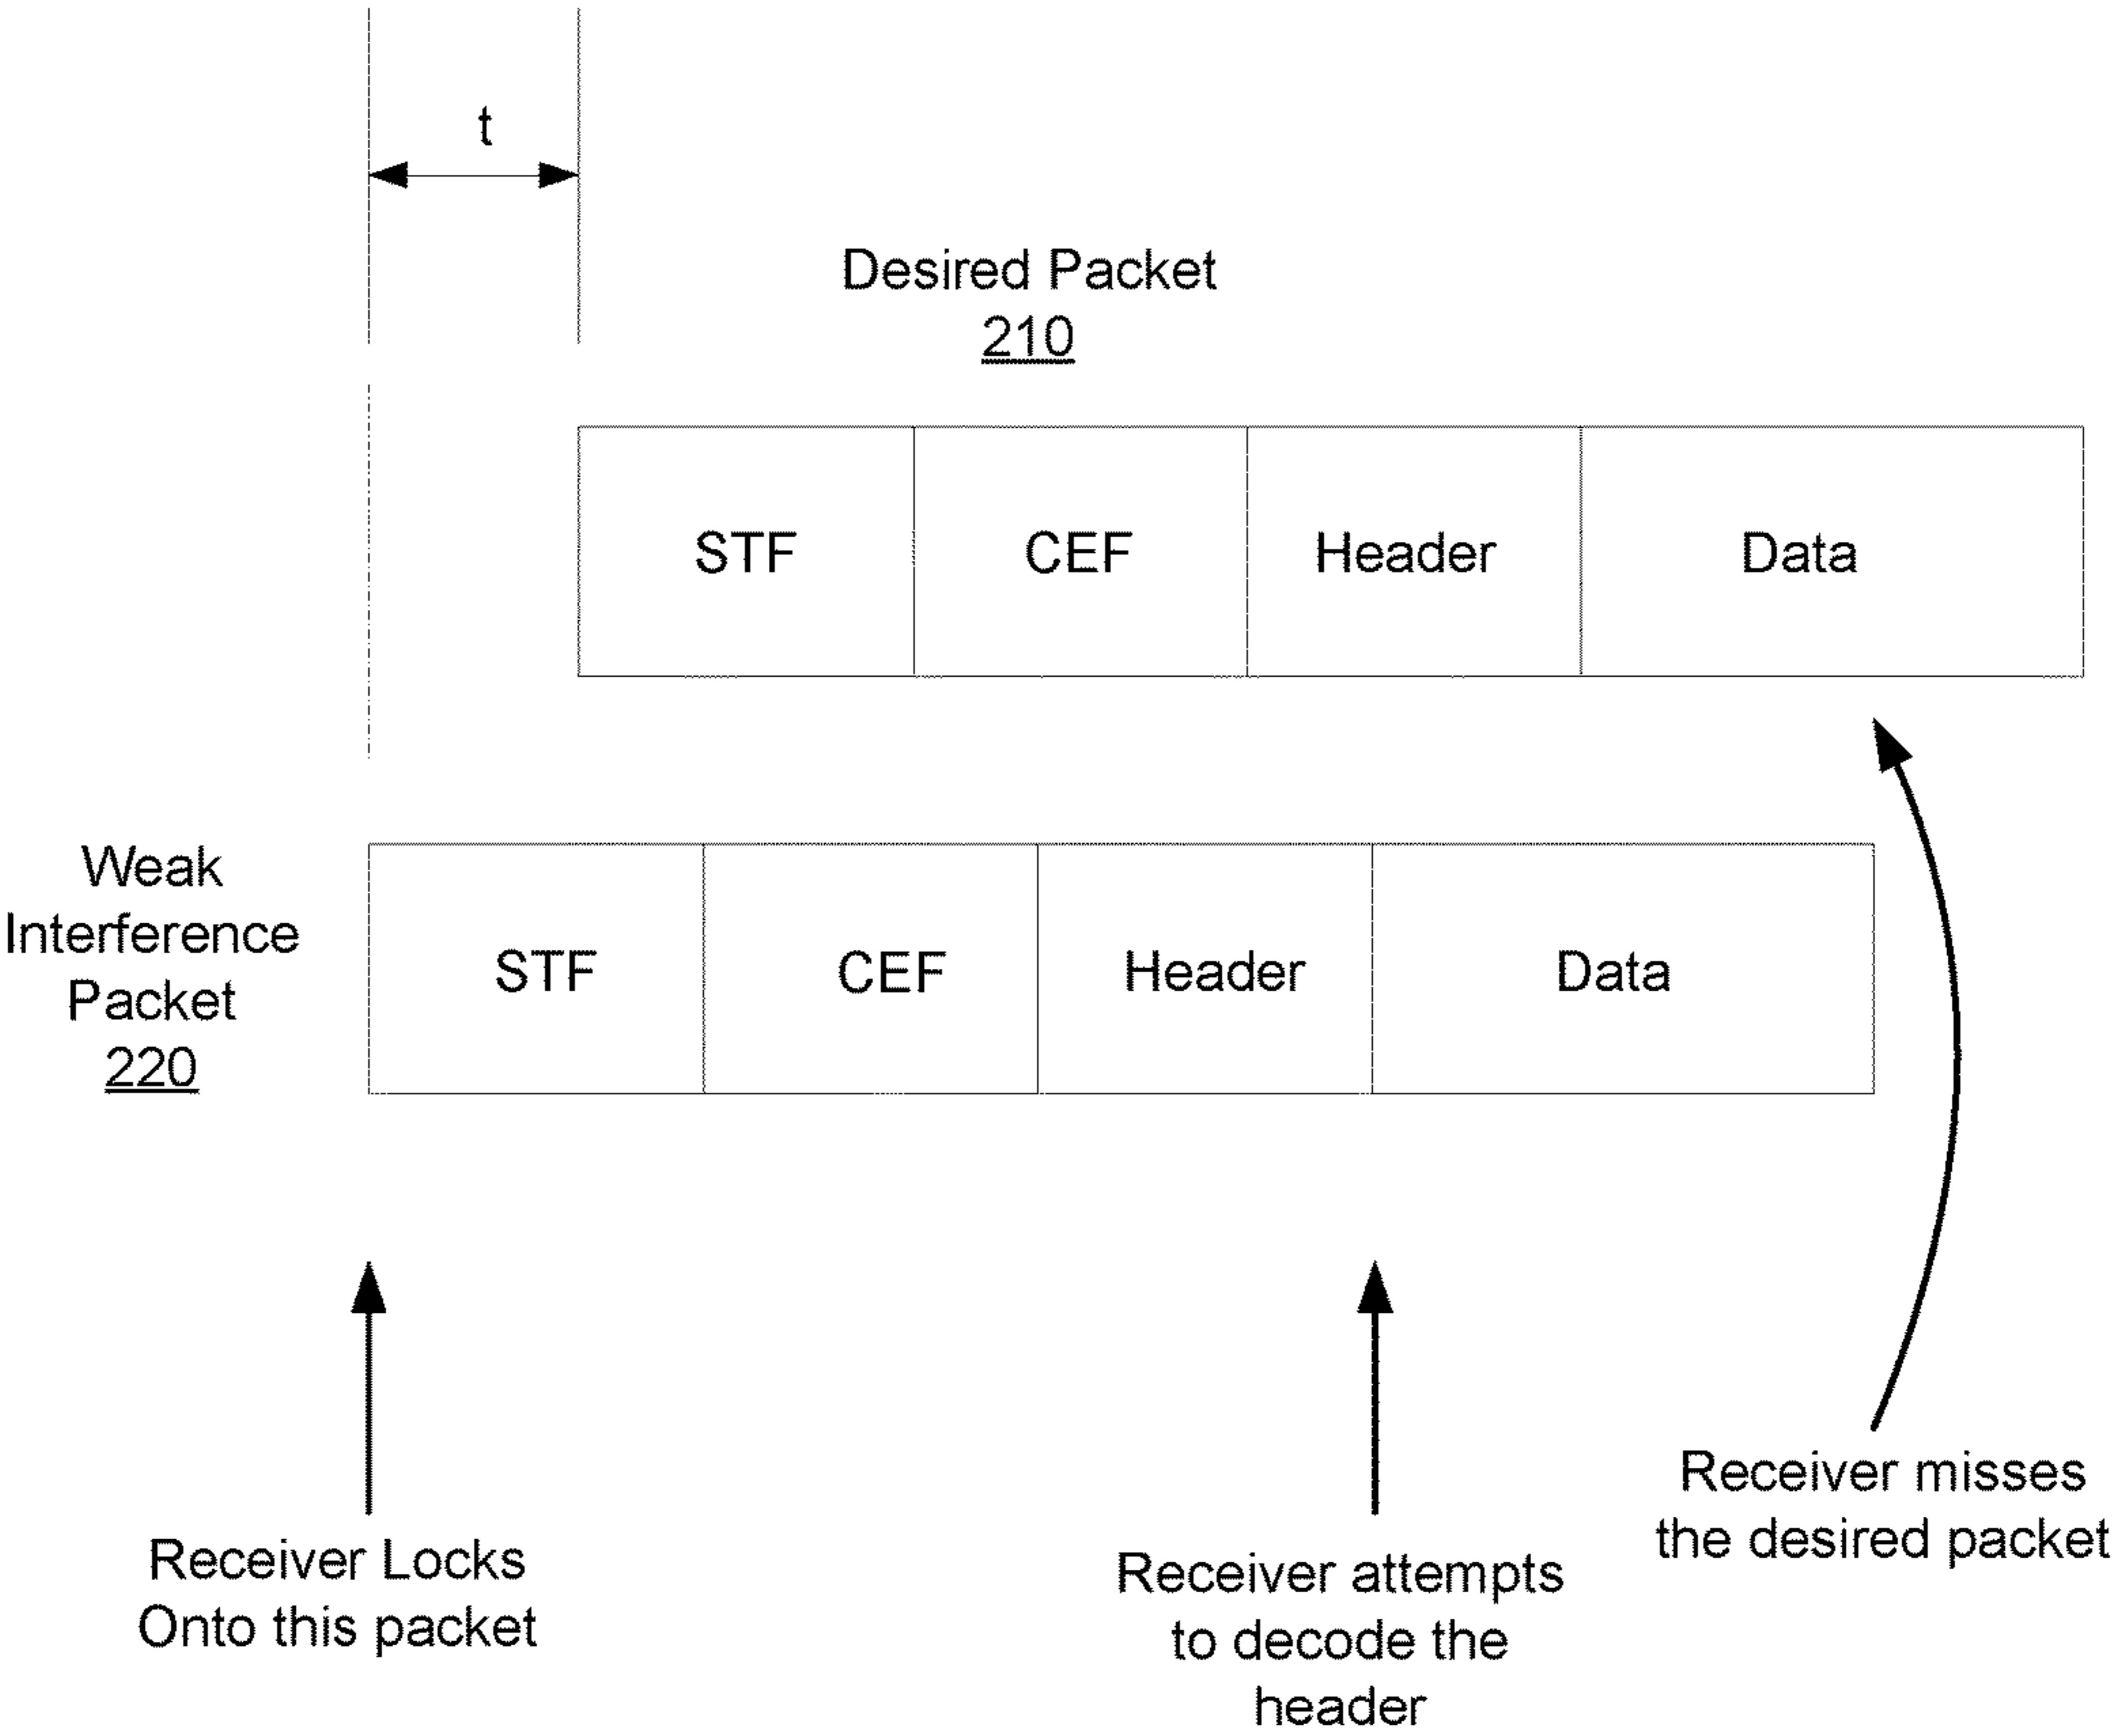 t
Desired Packet
210
STF CEF Header Data
Weak
Interference
Packet
220
STF CEF Header Data
Receiver Locks
Onto this packet
Receiver attempts
to decode the
header
Receiver misses
the desired packet